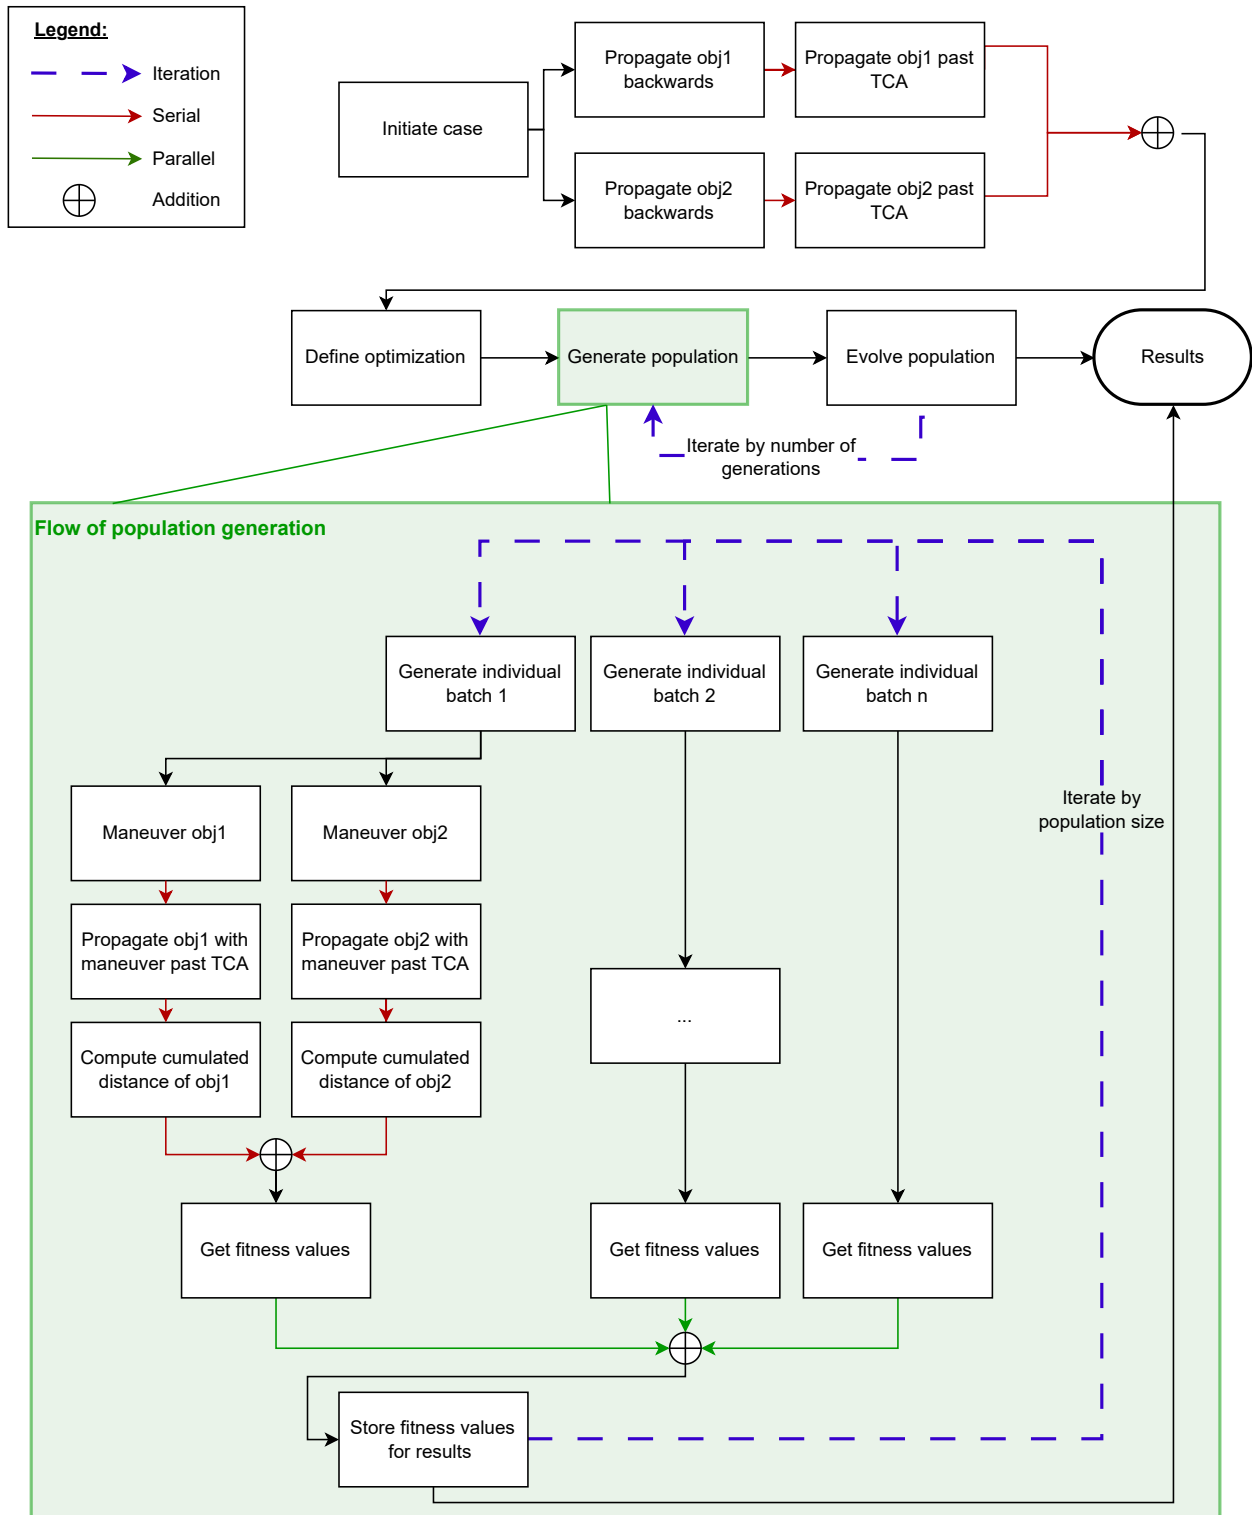 Legend:
Iteration
Serial
Parallel
Addition
Initiate case
Propagate obj1
backwards
Propagate obj1 past
TCA
Propagate obj2
backwards
Propagate obj2 past
TCA
Define optimization
Generate population
Evolve population
Results
Iterate by number of
generations
Flow of population generation
Generate individual
batch 1
Generate individual
batch 2
Generate individual
batch n
Iterate by
population size
Maneuver obj1
Maneuver obj2
Propagate obj1 with
maneuver past TCA
Propagate obj2 with
maneuver past TCA
...
Compute cumulated
distance of obj1
Compute cumulated
distance of obj2
Get fitness values
Get fitness values
Get fitness values
Store fitness values
for results